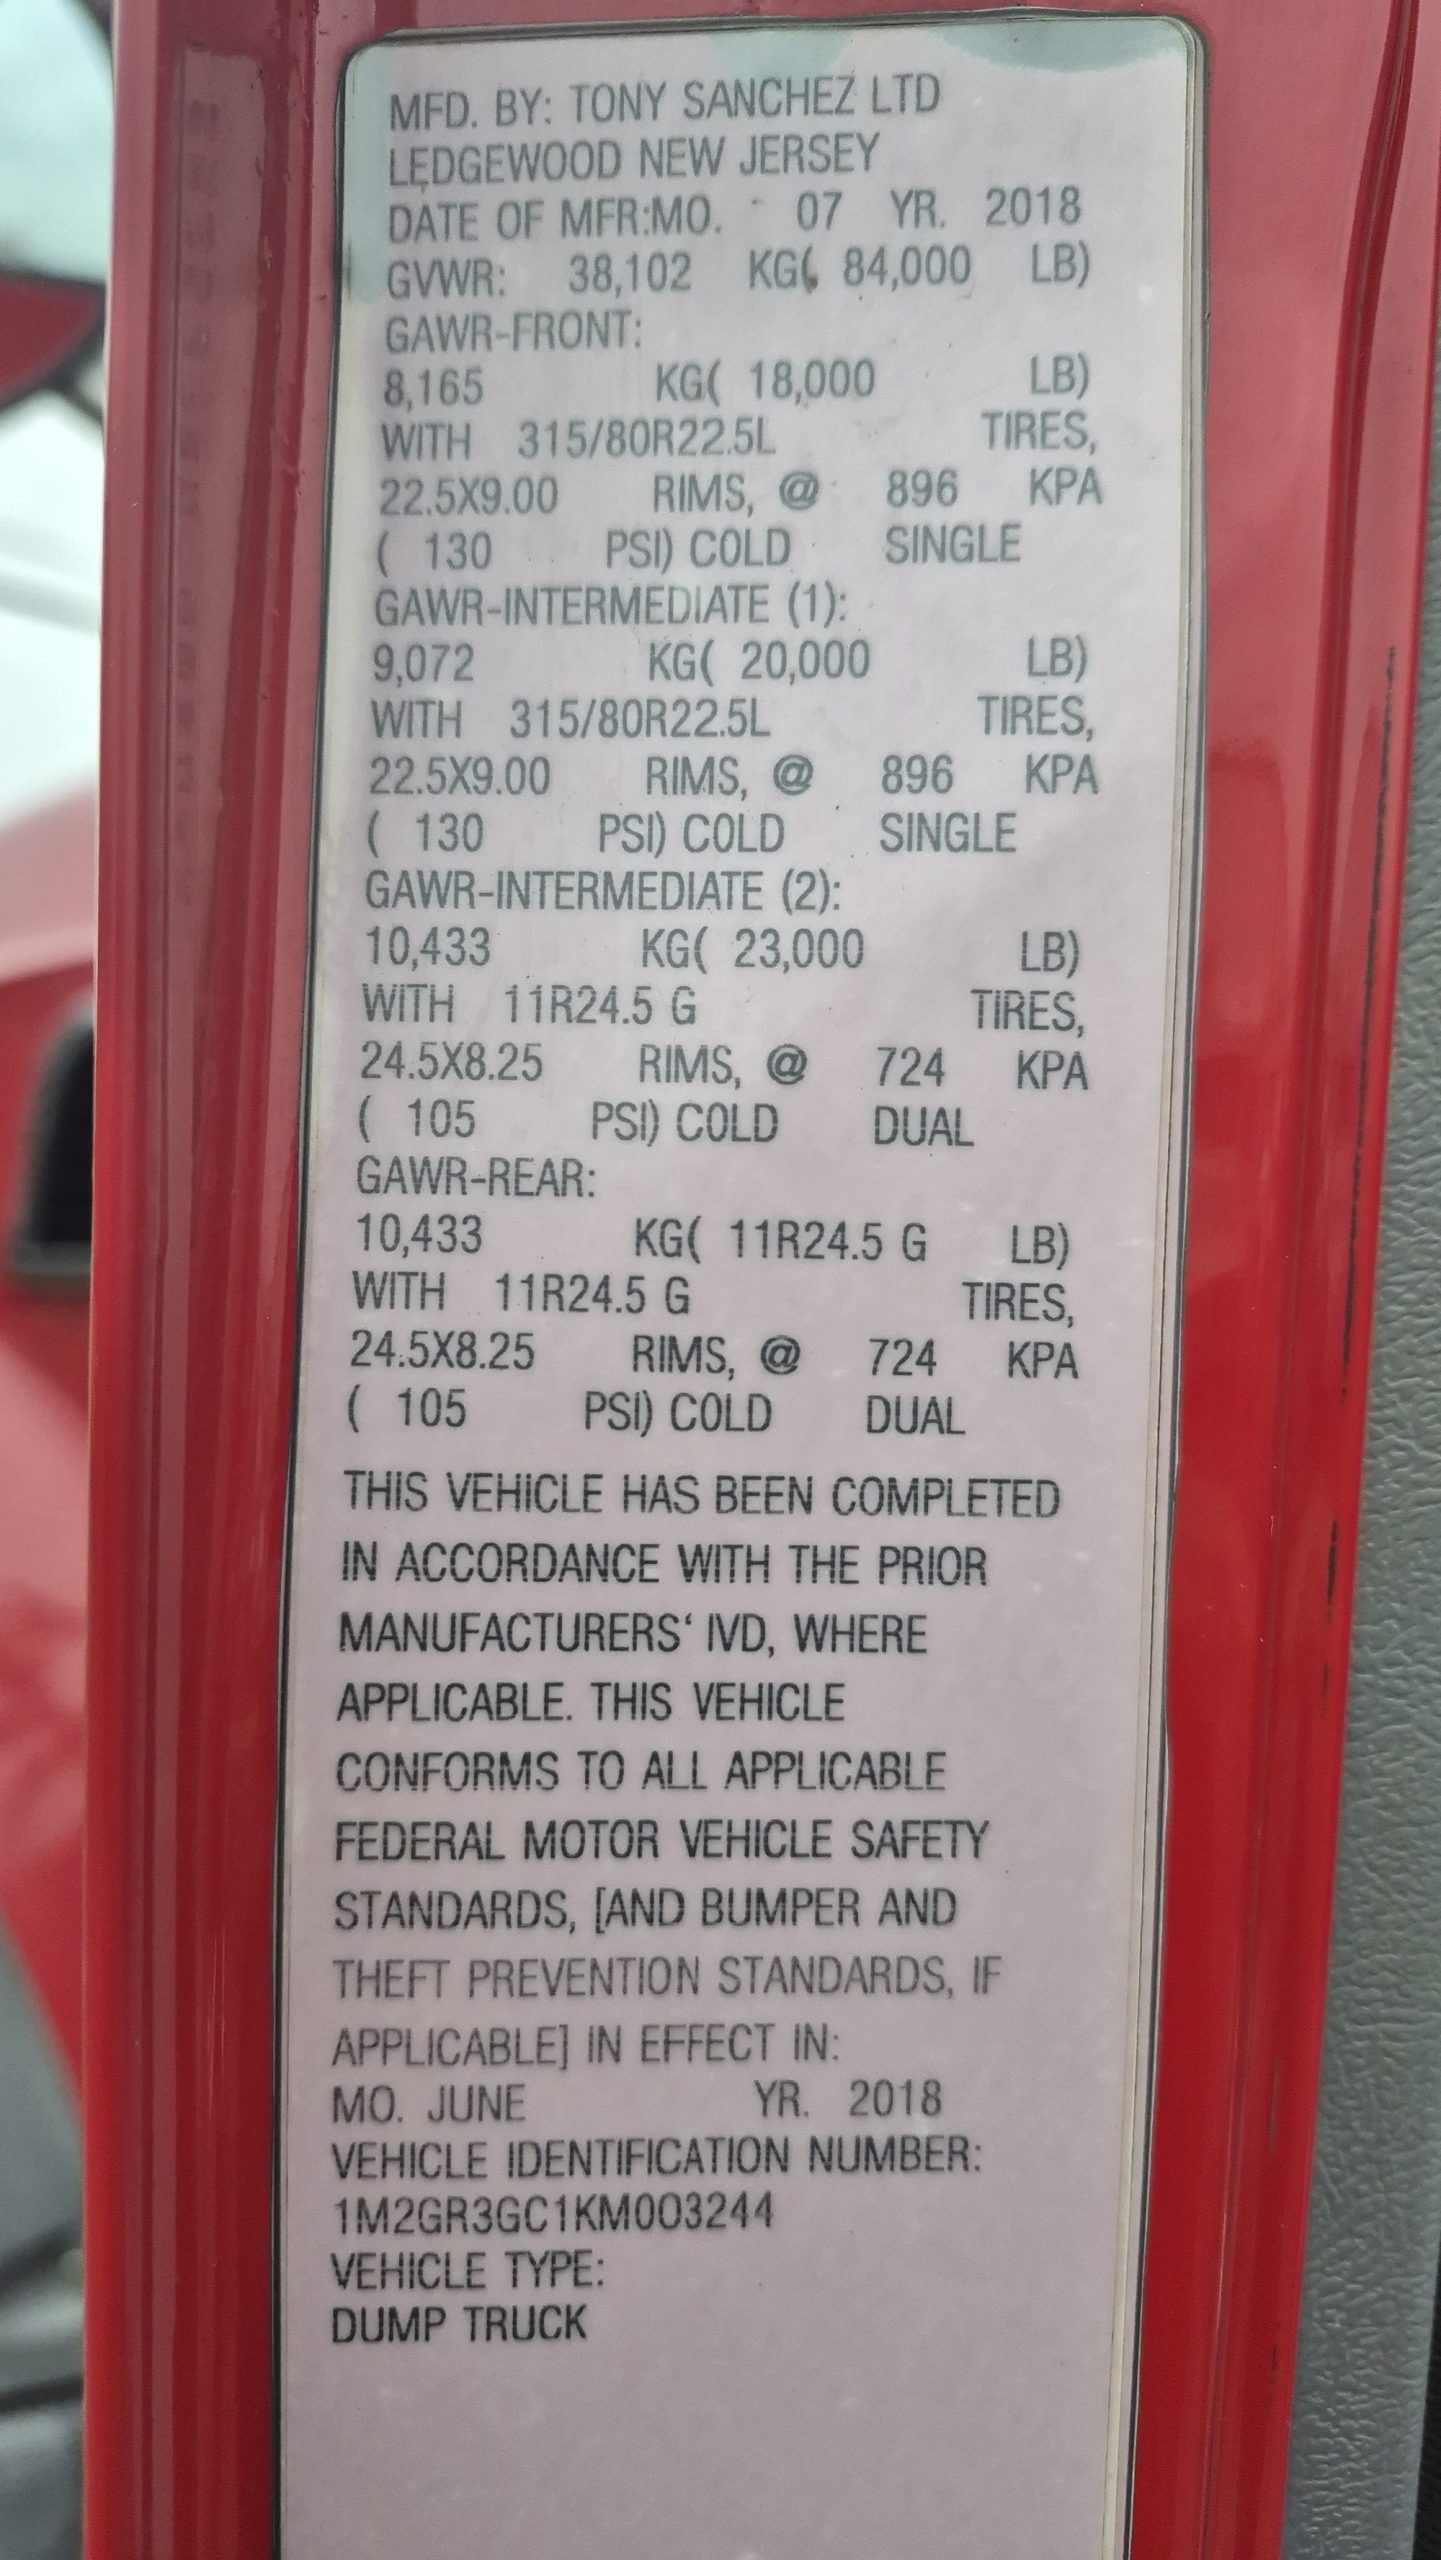 MFD. BY: TONY SANCHEZ LTD
LEDGEWOOD NEW JERSEY
DATE OF MFR:MO. 07 YR. 2018
GVWR: 38,102 KG( 84,000 LB)
GAWR-FRONT:
8,165 KG( 18,000 LB)
WITH 315/80R22.5L TIRES,
22.5X9.00 RIMS, @ 896 KPA
( 130 PSI) COLD SINGLE
GAWR-INTERMEDIATE (1):
9,072 KG( 20,000 LB)
WITH 315/80R22.5L TIRES,
22.5X9.00 RIMS, @ 896 KPA
( 130 PSI) COLD SINGLE
GAWR-INTERMEDIATE (2):
10,433 KG( 23,000 LB)
WITH 11R24.5 G TIRES,
24.5X8.25 RIMS, @ 724 KPA
( 105 PSI) COLD DUAL
GAWR-REAR:
10,433 KG( 11R24.5 G LB)
WITH 11R24.5 G TIRES,
24.5X8.25 RIMS, @ 724 KPA
( 105 PSI) COLD DUAL
THIS VEHICLE HAS BEEN COMPLETED
IN ACCORDANCE WITH THE PRIOR
MANUFACTURERS‘ IVD, WHERE
APPLICABLE. THIS VEHICLE
CONFORMS TO ALL APPLICABLE
FEDERAL MOTOR VEHICLE SAFETY
STANDARDS, [AND BUMPER AND
THEFT PREVENTION STANDARDS, IF
APPLICABLE] IN EFFECT IN:
MO. JUNE YR. 2018
VEHICLE IDENTIFICATION NUMBER:
1M2GR3GC1KM003244
VEHICLE TYPE:
DUMP TRUCK